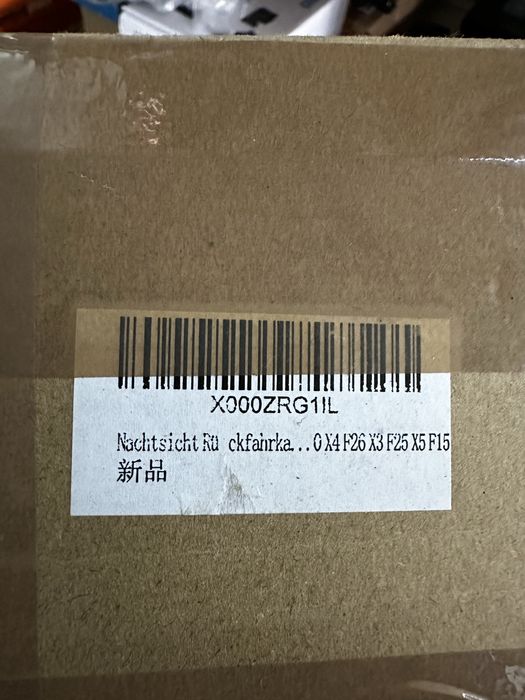 X000ZRG1IL
Nachtsicht Rü ckfahrka...0 X4 F26 X3 F25 X5 F15
新品